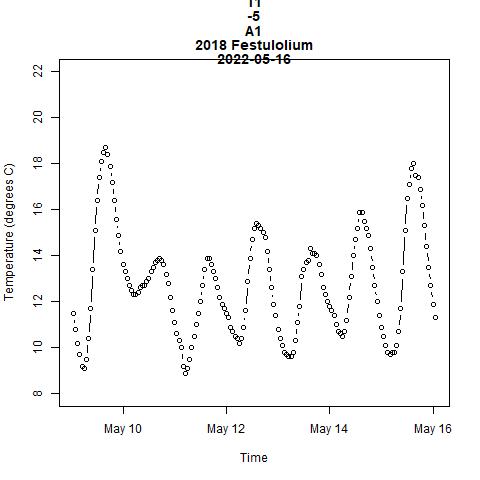 T1
-5
A1
2018 Festulolium
2022-05-16
Temperature (degrees C)
22
20
18
16
14
12
10
8
May 10
May 12
May 14
May 16
Time